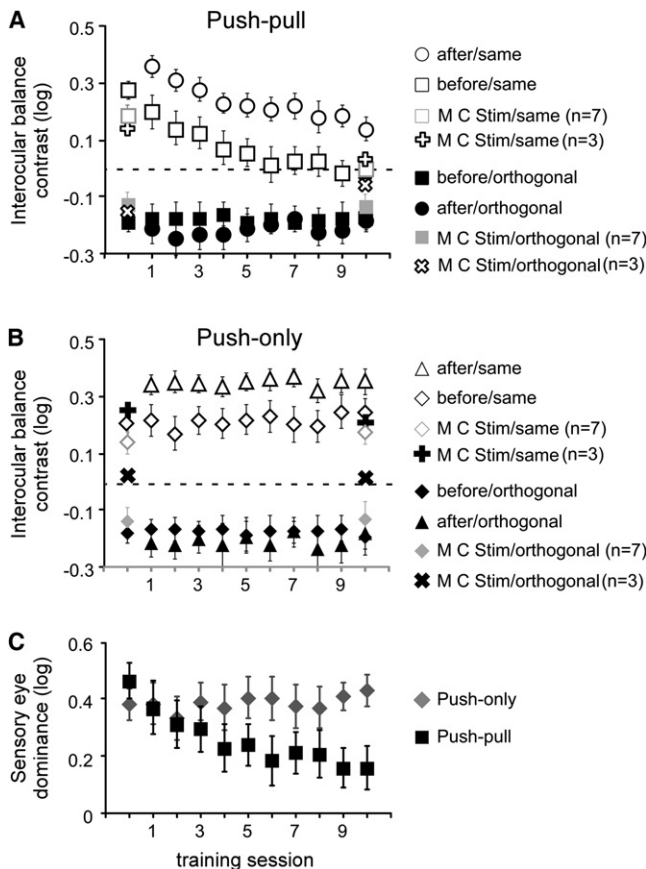 A
Push-pull
Interocular balance
contrast (log)
0.5
0.3
0.1
-0.1
-0.3
1 3 5 7 9
after/same
before/same
M C Stim/same (n=7)
M C Stim/same (n=3)
before/orthogonal
after/orthogonal
M C Stim/orthogonal (n=7)
M C Stim/orthogonal (n=3)
B
Push-only
Interocular balance
contrast (log)
0.5
0.3
0.1
-0.1
-0.3
1 3 5 7 9
after/same
before/same
M C Stim/same (n=7)
M C Stim/same (n=3)
before/orthogonal
after/orthogonal
M C Stim/orthogonal (n=7)
M C Stim/orthogonal(n=3)
C
Sensory eye
dominance (log)
0.6
0.4
0.2
0
1 3 5 7 9
training session
Push-only
Push-pull